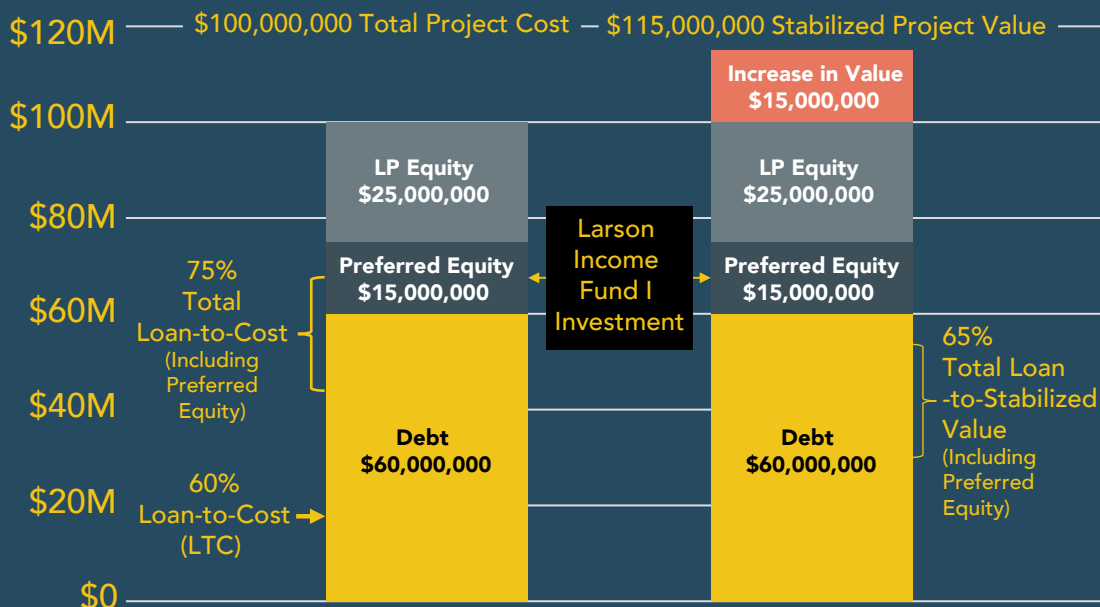 $100,000,000 Total Project Cost
$115,000,000 Stabilized Project Value
$120M
$100M
$80M
$60M
$40M
$20M
$0
75%
Total
Loan-to-Cost
(Including
Preferred
Equity)
60%
Loan-to-Cost
(LTC)
LP Equity
$25,000,000
Preferred Equity
$15,000,000
Debt
$60,000,000
Larson
Income
Fund I
Investment
Increase in Value
$15,000,000
LP Equity
$25,000,000
Preferred Equity
$15,000,000
Debt
$60,000,000
65%
Total Loan
-to-Stabilized
Value
(Including
Preferred
Equity)